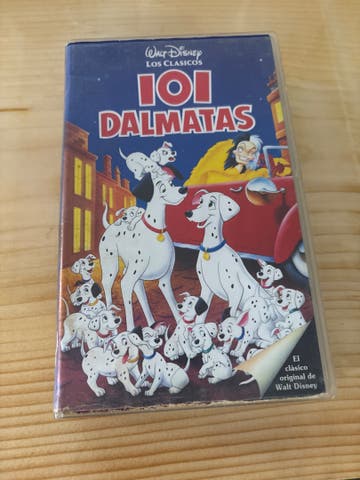 WALT DISNEY
LOS CLASICOS
101
DALMATAS
El
clásico
original de
Walt Disney